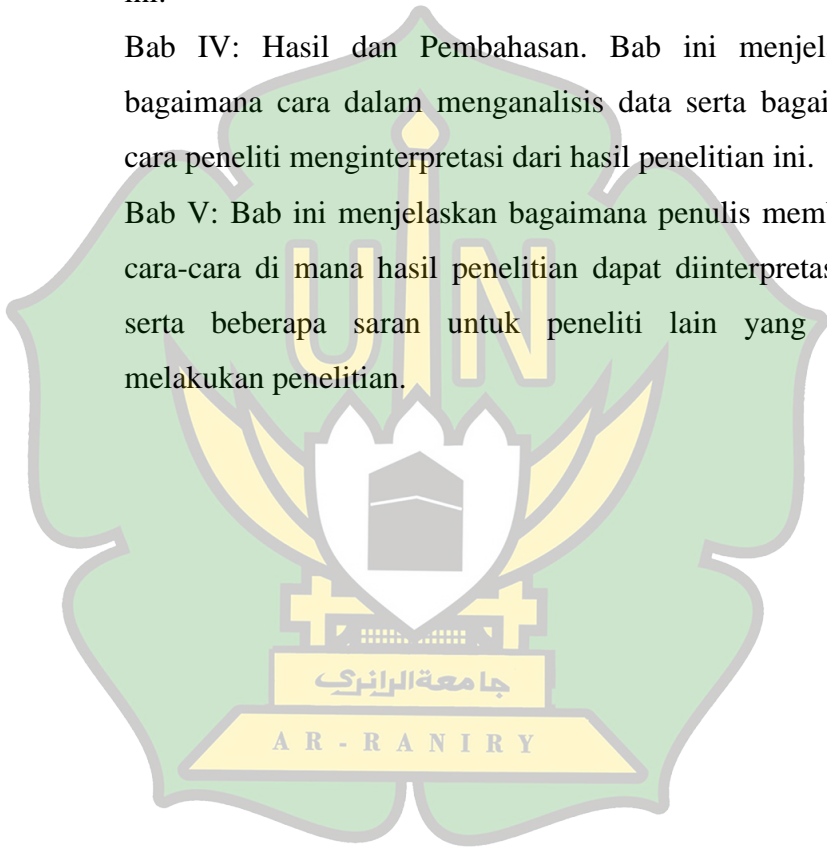 Bab IV: Hasil dan Pembahasan. Bab ini menjel
bagaimana cara dalam menganalisis data serta bagai
cara peneliti menginterpretasi dari hasil penelitian ini.
Bab V: Bab ini menjelaskan bagaimana penulis mem
cara-cara di mana hasil penelitian dapat diinterpretas
serta beberapa saran untuk peneliti lain yang
melakukan penelitian.
UIN
جامعة الرانري
AR-RANIRY